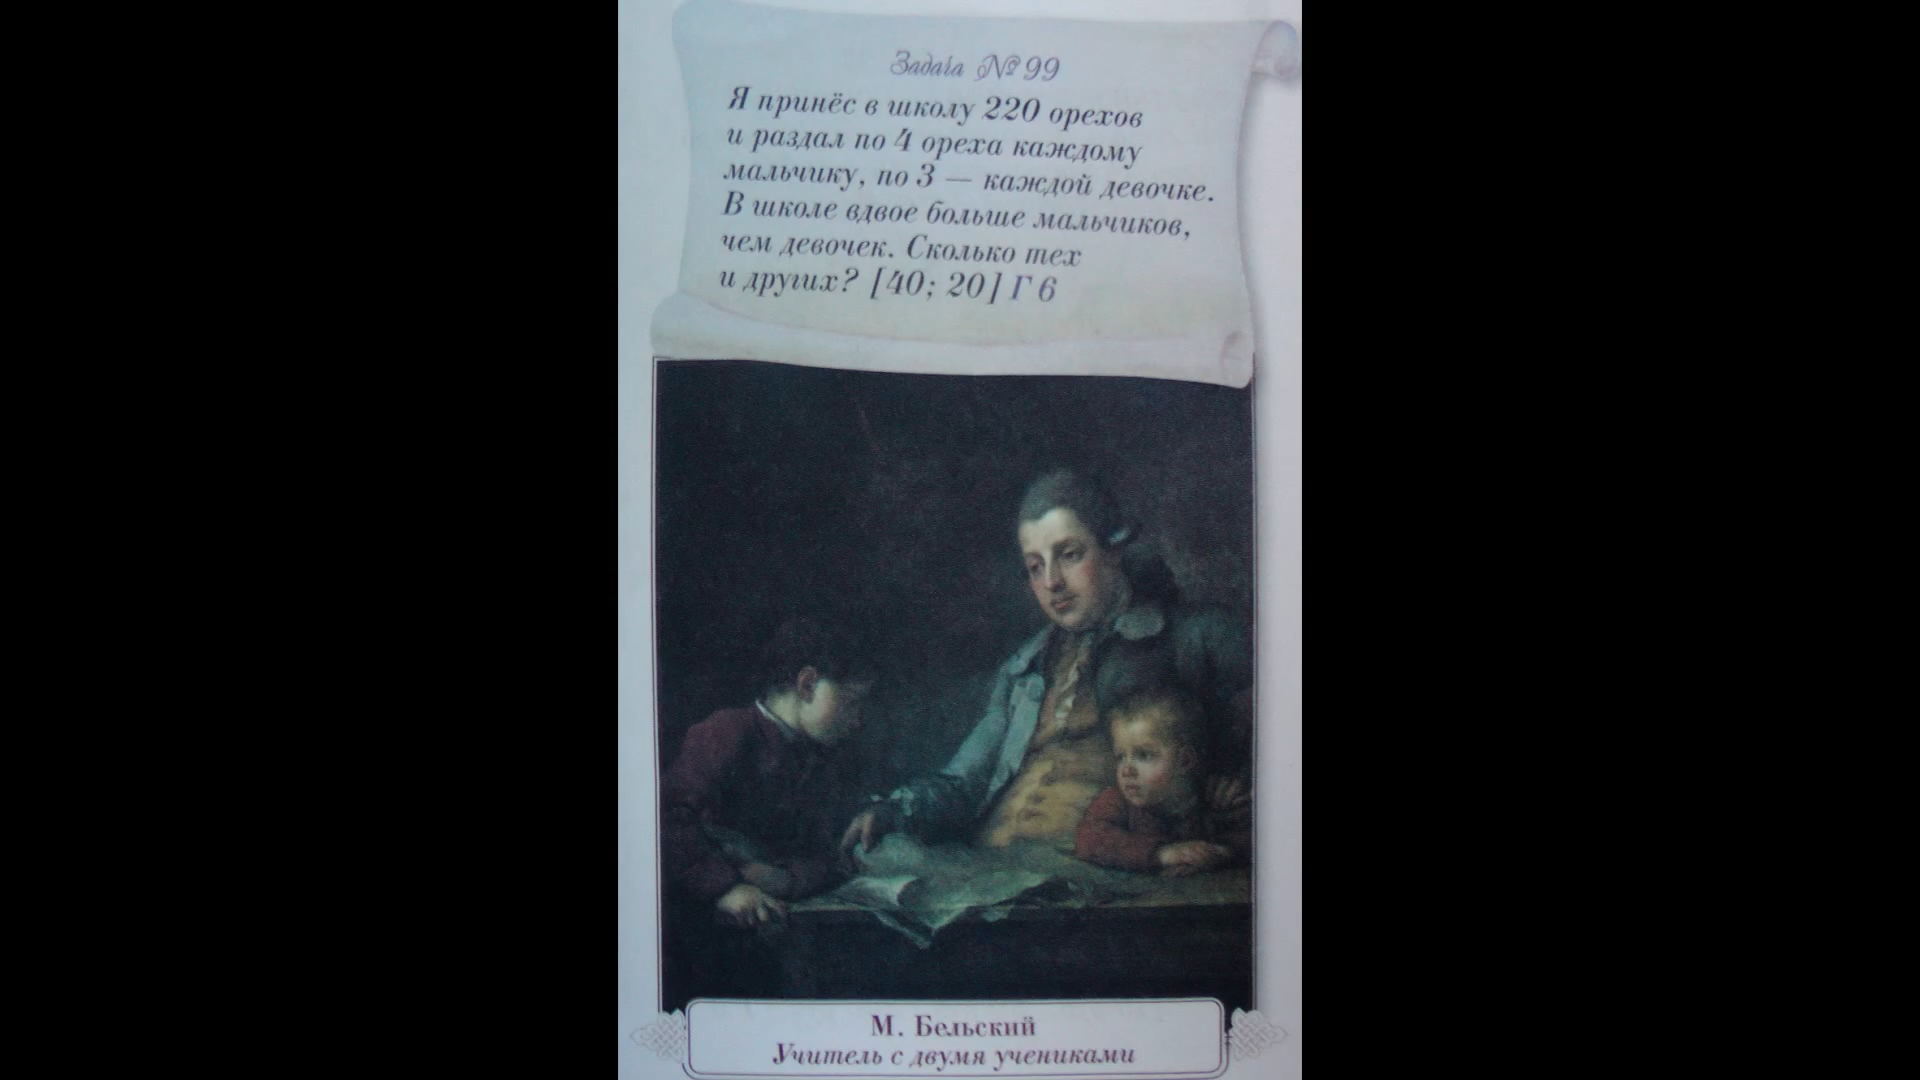 Задача № 99
Я принёс в школу 220 орехов
и раздал по 4 ореха каждому
мальчику, по 3 — каждой девочке.
В школе вдвое больше мальчиков,
чем девочек. Сколько тех
и других? [40; 20] Г 6
М. Бельский
Учитель с двумя учениками